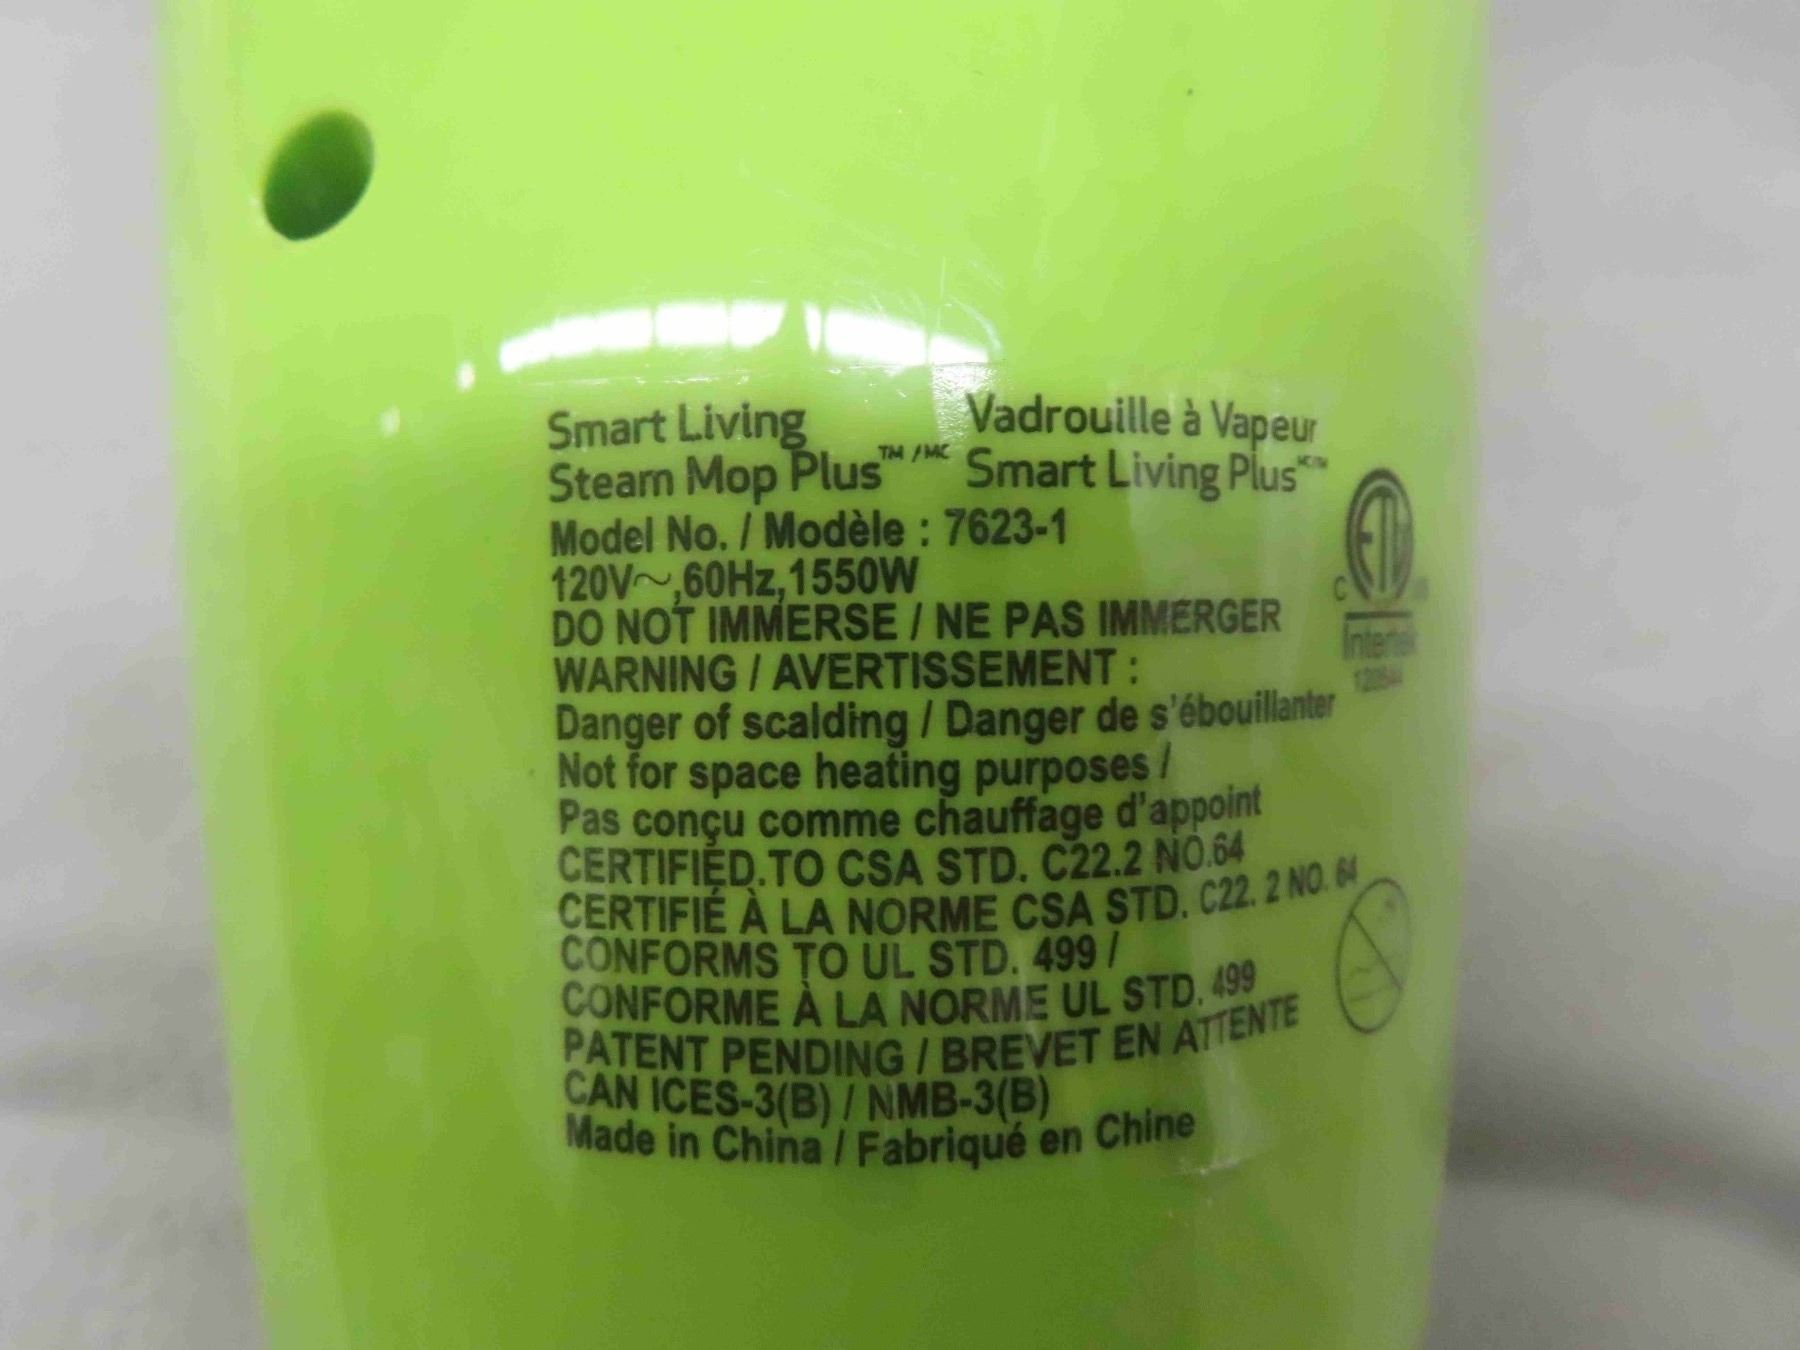 Smart Living
Steam Mop Plus™/MC
Vadrouille à Vapeur
Smart Living Plus MC/TM
Model No. / Modèle : 7623-1
120V~,60Hz,1550W
DO NOT IMMERSE / NE PAS IMMERGER
WARNING / AVERTISSEMENT :
Danger of scalding / Danger de s'ébouillanter
Not for space heating purposes /
Pas conçu comme chauffage d'appoint
CERTIFIED.TO CSA STD. C22.2 NO.64
CERTIFIÉ À LA NORME CSA STD. C22. 2 NO. 64
CONFORMS TO UL STD. 499 /
CONFORME À LA NORME UL STD. 499
PATENT PENDING / BREVET EN ATTENTE
CAN ICES-3(B) / NMB-3(B)
Made in China / Fabriqué en Chine
C ETL
Intertek